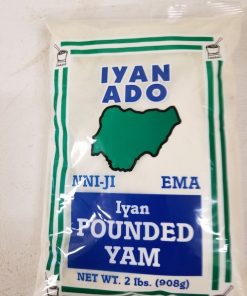 IYAN
ADO
NNI-JI EMA
Iyan
POUNDED
YAM
NET WT. 2 lbs. (908g)